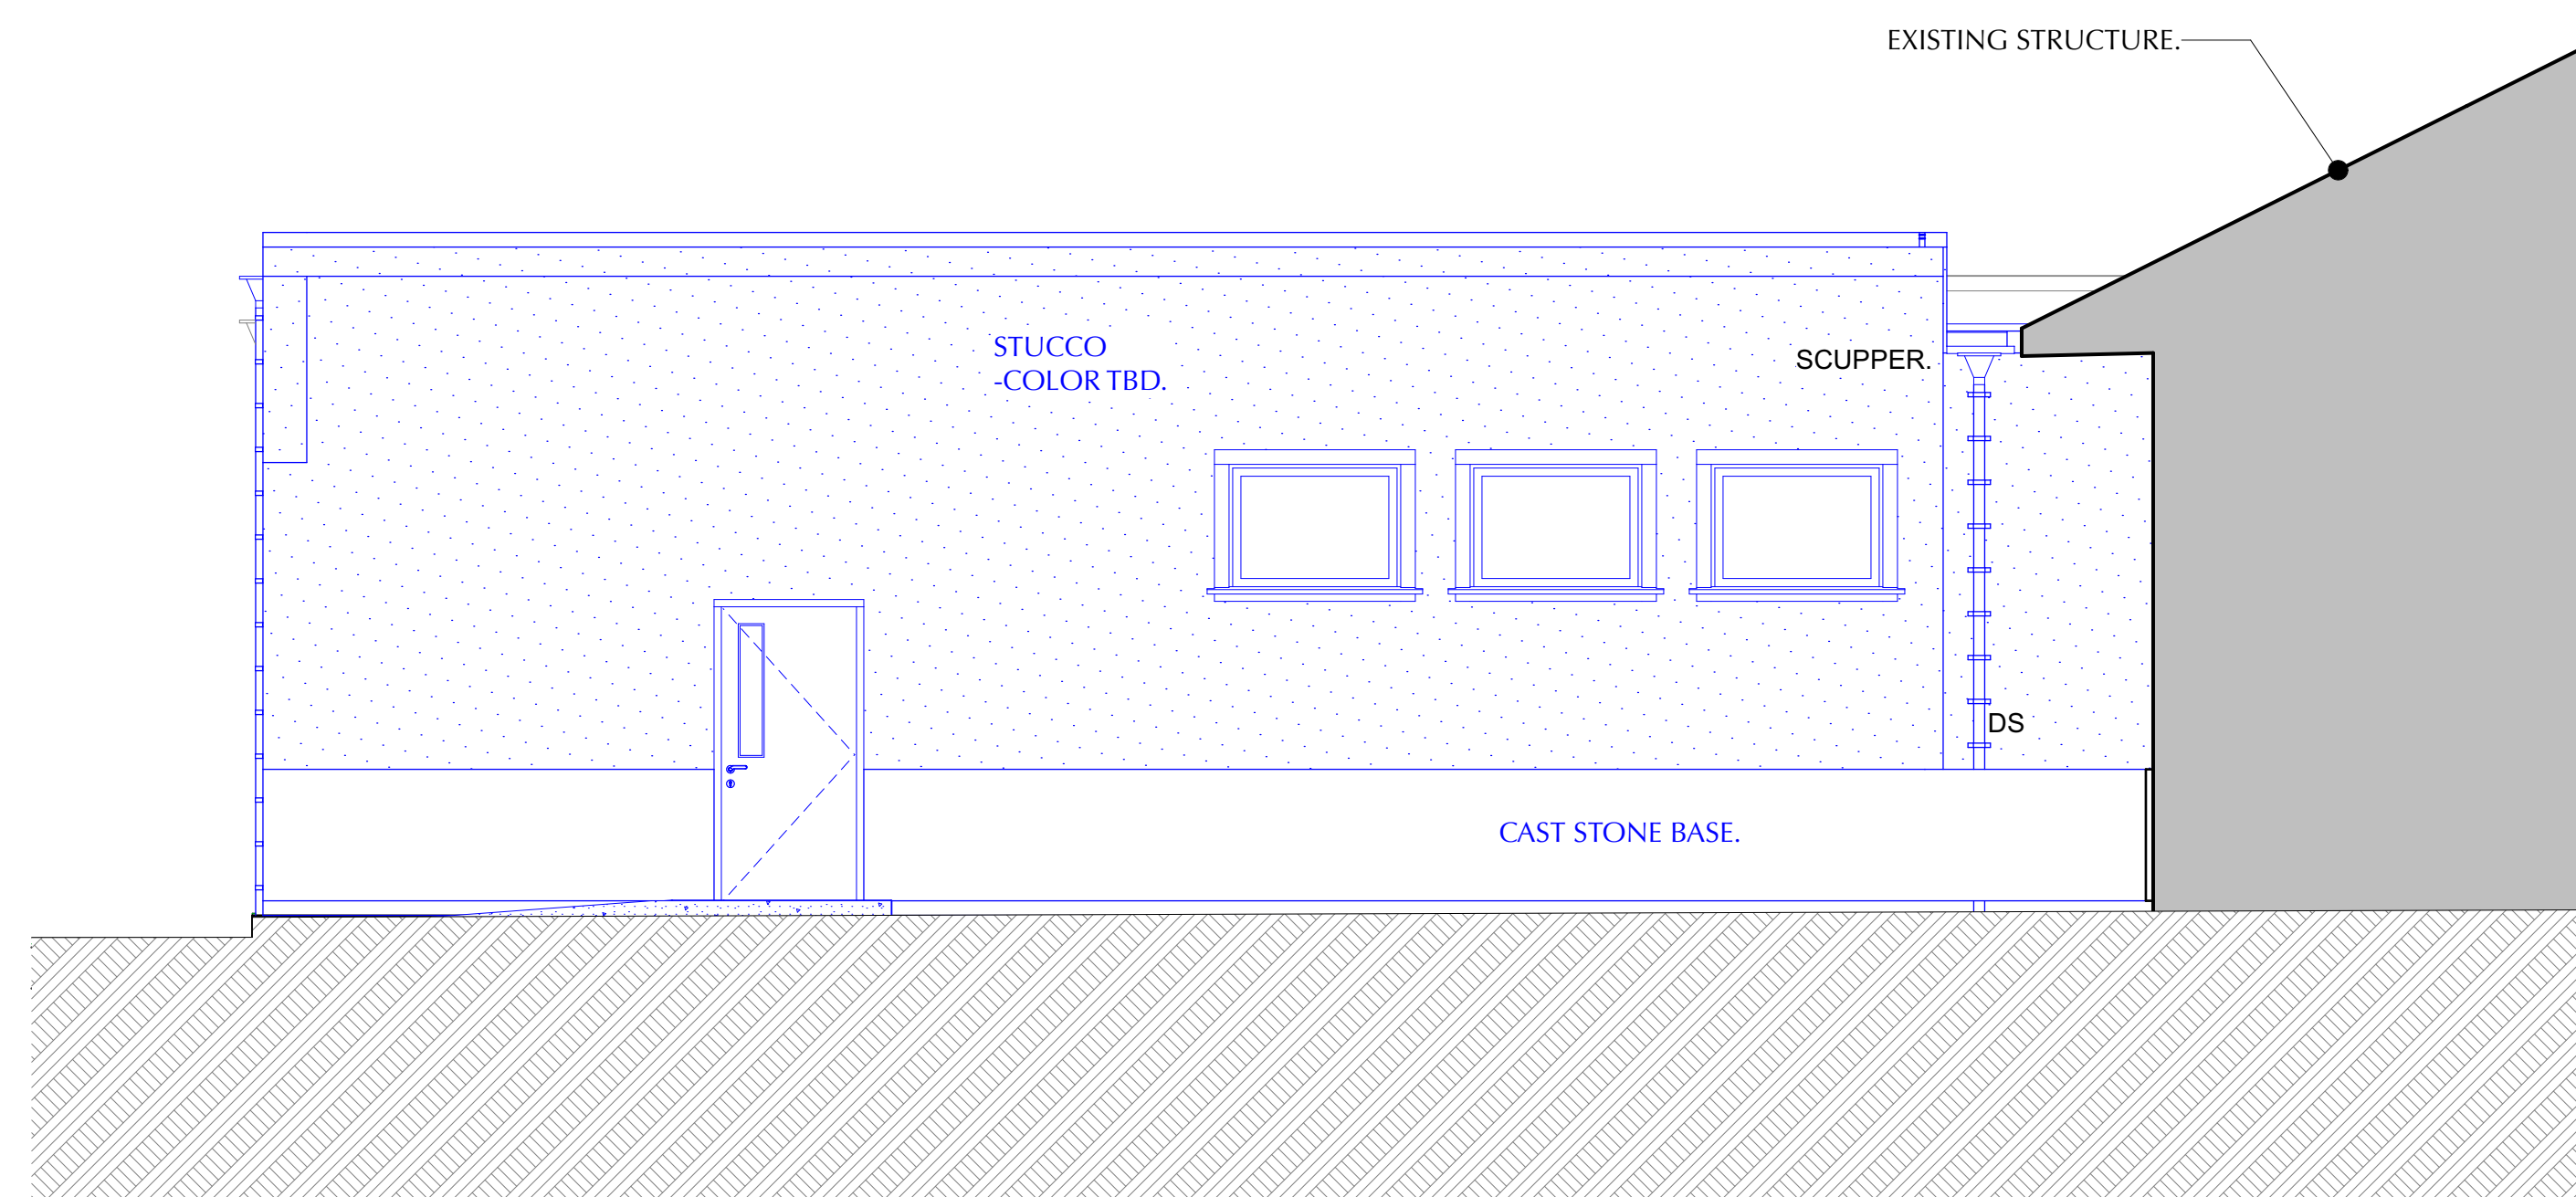 EXISTING STRUCTURE.
STUCCO
-COLOR TBD.
SCUPPER.
DS
CAST STONE BASE.